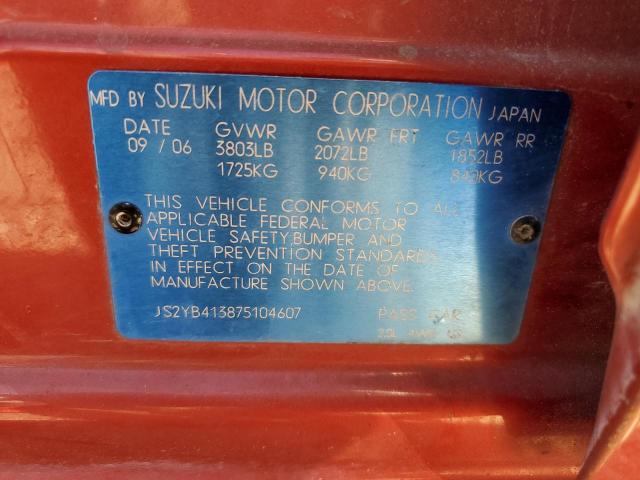 MFD BY SUZUKI MOTOR CORPORATION JAPAN
DATE GVWR GAWR FRT GAWR RR
09 / 06 3803LB 2072LB 1852LB
1725KG 940KG 840KG
THIS VEHICLE CONFORMS TO ALL
APPLICABLE FEDERAL MOTOR
VEHICLE SAFETY,BUMPER AND
THEFT PREVENTION STANDARDS
IN EFFECT ON THE DATE OF
MANUFACTURE SHOWN ABOVE.
JS2YB413875104607 PASS CAR